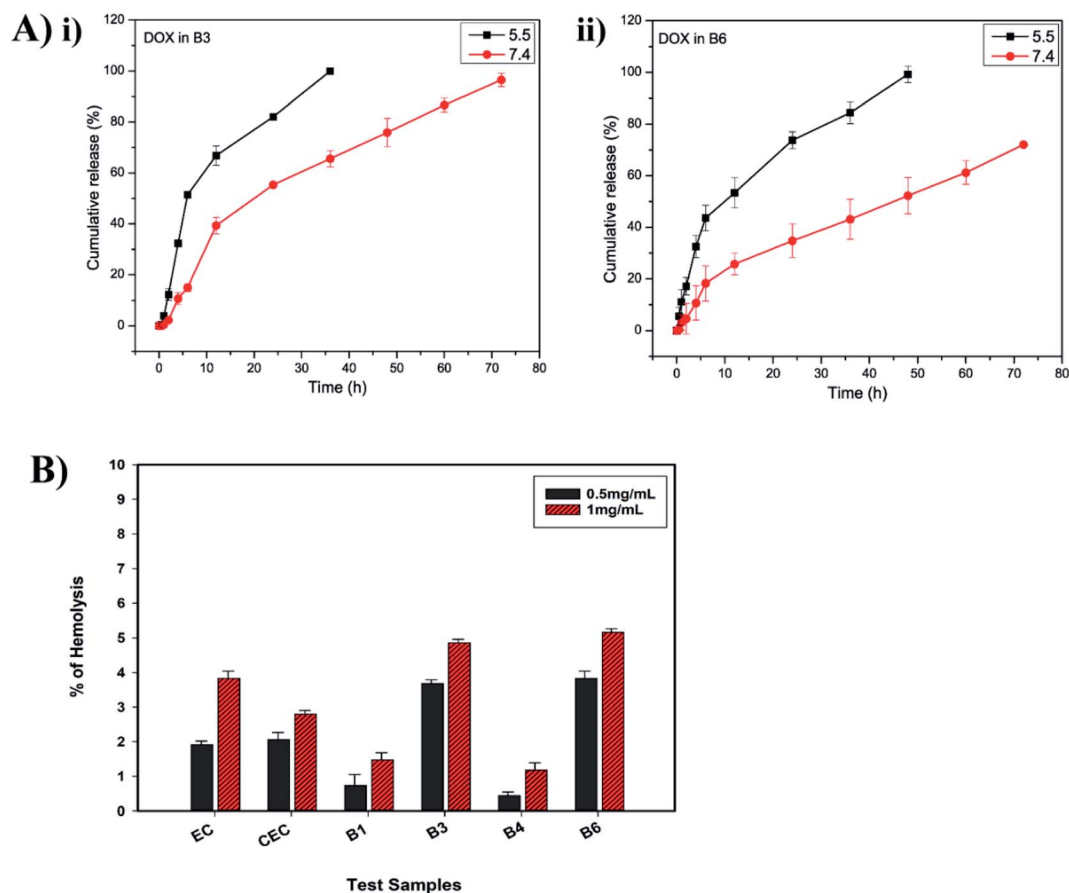 A) i)
DOX in B3
5.5
7.4
120
100
80
60
40
20
0
Cumulative release (%)
0 10 20 30 40 50 60 70 80
Time (h)
ii)
DOX in B6
5.5
7.4
120
100
80
60
40
20
0
Cumulative release (%)
0 10 20 30 40 50 60 70 80
Time (h)
B)
0.5mg/mL
1mg/mL
10
9
8
7
6
5
4
3
2
1
0
% of Hemolysis
EC CEC B1 B3 B4 B6
Test Samples